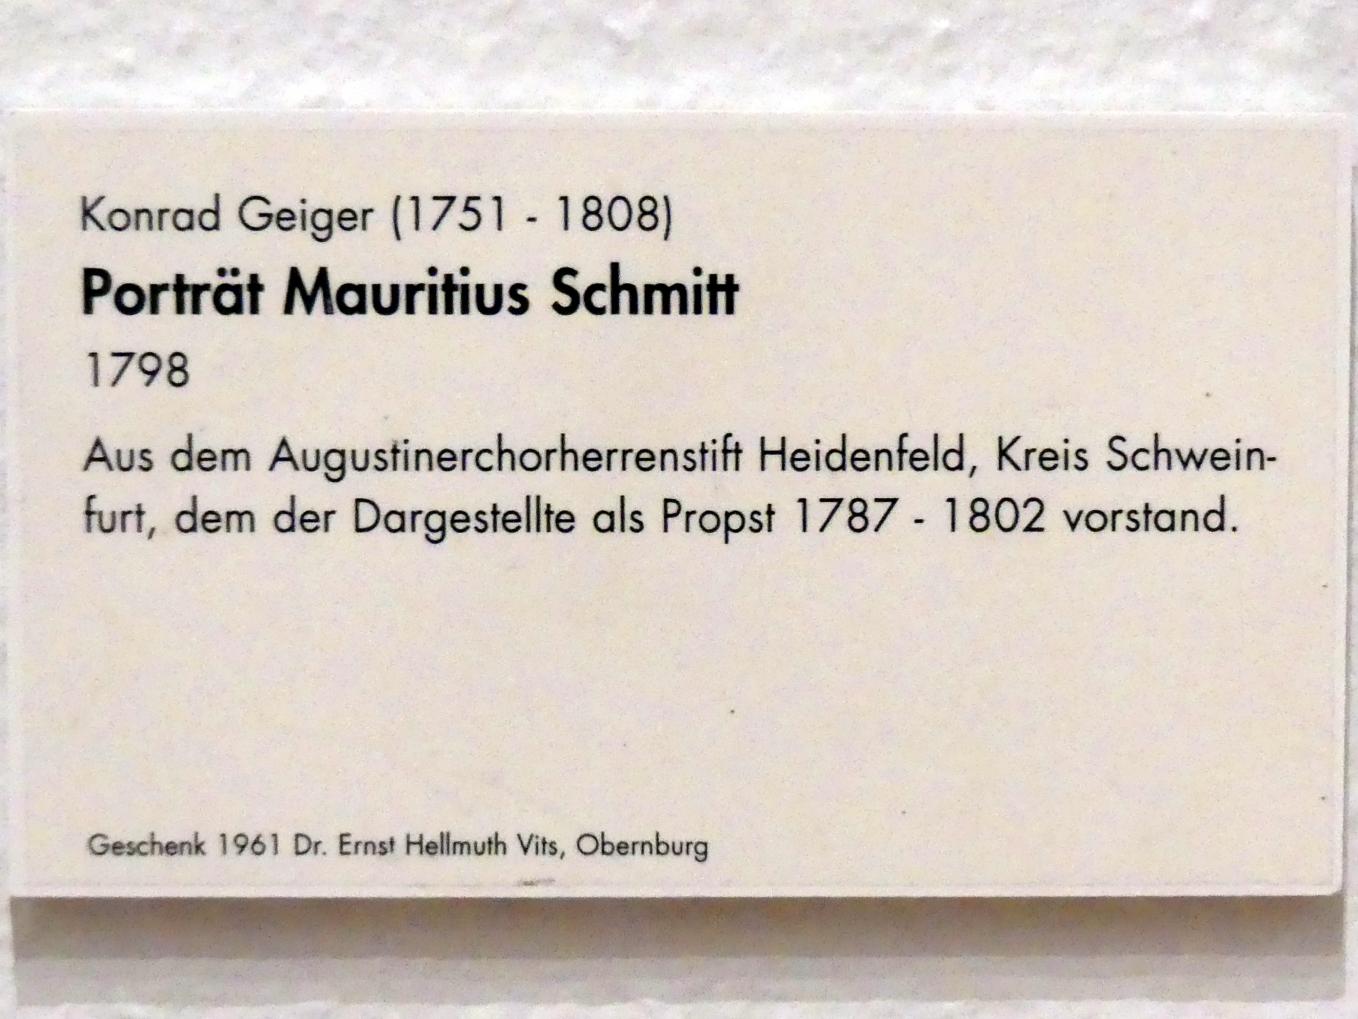 Konrad Geiger (1751 - 1808)
Porträt Mauritius Schmitt
1798
Aus dem Augustinerchorherrenstift Heidenfeld, Kreis Schwein-
furt, dem der Dargestellte als Propst 1787 - 1802 vorstand.
Geschenk 1961 Dr. Ernst Hellmuth Vits, Obernburg